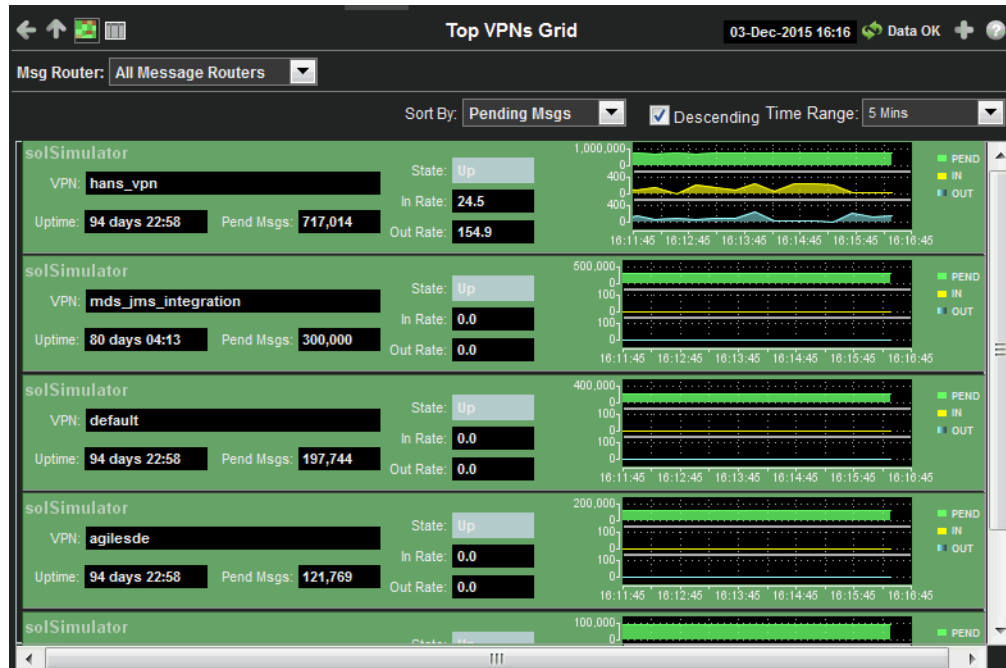 Top VPNs Grid
03-Dec-2015 16:16 Data OK
Msg Router: All Message Routers
Sort By: Pending Msgs Descending Time Range: 5 Mins
solSimulator
VPN: hans_vpn
Uptime: 94 days 22:58 Pend Msgs: 717,014
State: Up
In Rate: 24.5
Out Rate: 154.9
1,000,000
0
400
0
400
0
16:11:45 16:12:45 16:13:45 16:14:45 16:15:45 16:16:45
PEND
IN
OUT
solSimulator
VPN: mds_jms_integration
Uptime: 80 days 04:13 Pend Msgs: 300,000
State: Up
In Rate: 0.0
Out Rate: 0.0
500,000
0
100
0
100
0
16:11:45 16:12:45 16:13:45 16:14:45 16:15:45 16:16:45
PEND
IN
OUT
solSimulator
VPN: default
Uptime: 94 days 22:58 Pend Msgs: 197,744
State: Up
In Rate: 0.0
Out Rate: 0.0
400,000
0
100
0
100
0
16:11:45 16:12:45 16:13:45 16:14:45 16:15:45 16:16:45
PEND
IN
OUT
solSimulator
VPN: agilesde
Uptime: 94 days 22:58 Pend Msgs: 121,769
State: Up
In Rate: 0.0
Out Rate: 0.0
200,000
0
100
0
100
0
16:11:45 16:12:45 16:13:45 16:14:45 16:15:45 16:16:45
PEND
IN
OUT
solSimulator
100,000
0
PEND